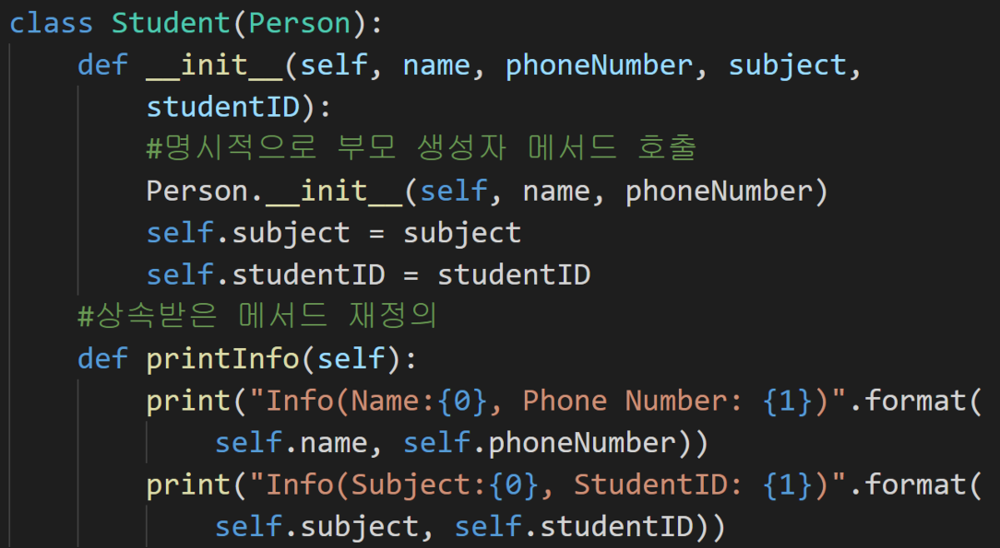 class Student(Person):
    def __init__(self, name, phoneNumber, subject,
        studentID):
        #명시적으로 부모 생성자 메서드 호출
        Person.__init__(self, name, phoneNumber)
        self.subject = subject
        self.studentID = studentID
    #상속받은 메서드 재정의
    def printInfo(self):
        print("Info(Name:{0}, Phone Number: {1})".format(
            self.name, self.phoneNumber))
        print("Info(Subject:{0}, StudentID: {1})".format(
            self.subject, self.studentID))